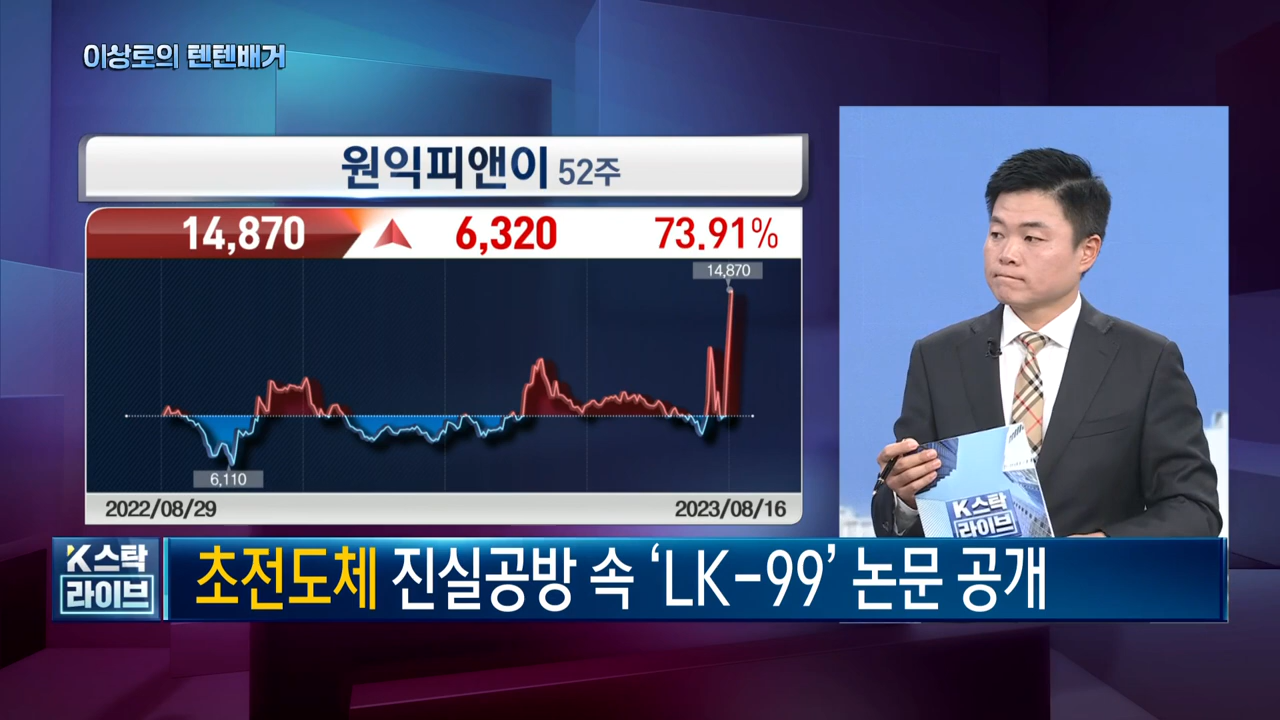 이상로의 텐텐배거
원익피앤이 52주
14,870 ▲ 6,320 73.91%
14,870
6,110
2022/08/29 2023/08/16
K스탁
라이브
K스탁
라이브
초전도체 진실공방 속 ‘LK-99’ 논문 공개